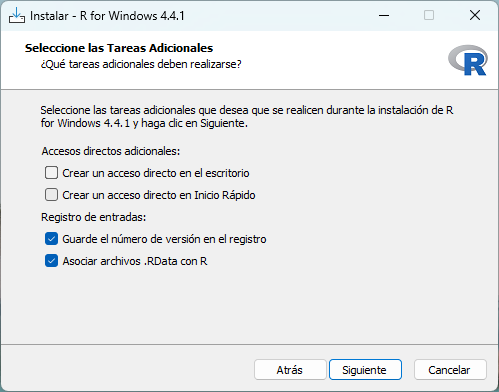 Instalar - R for Windows 4.4.1
Seleccione las Tareas Adicionales
¿Qué tareas adicionales deben realizarse?
R
Seleccione las tareas adicionales que desea que se realicen durante la instalación de R
for Windows 4.4.1 y haga clic en Siguiente.
Accesos directos adicionales:
Crear un acceso directo en el escritorio
Crear un acceso directo en Inicio Rápido
Registro de entradas:
Guarde el número de versión en el registro
Asociar archivos .RData con R
Atrás
Siguiente
Cancelar